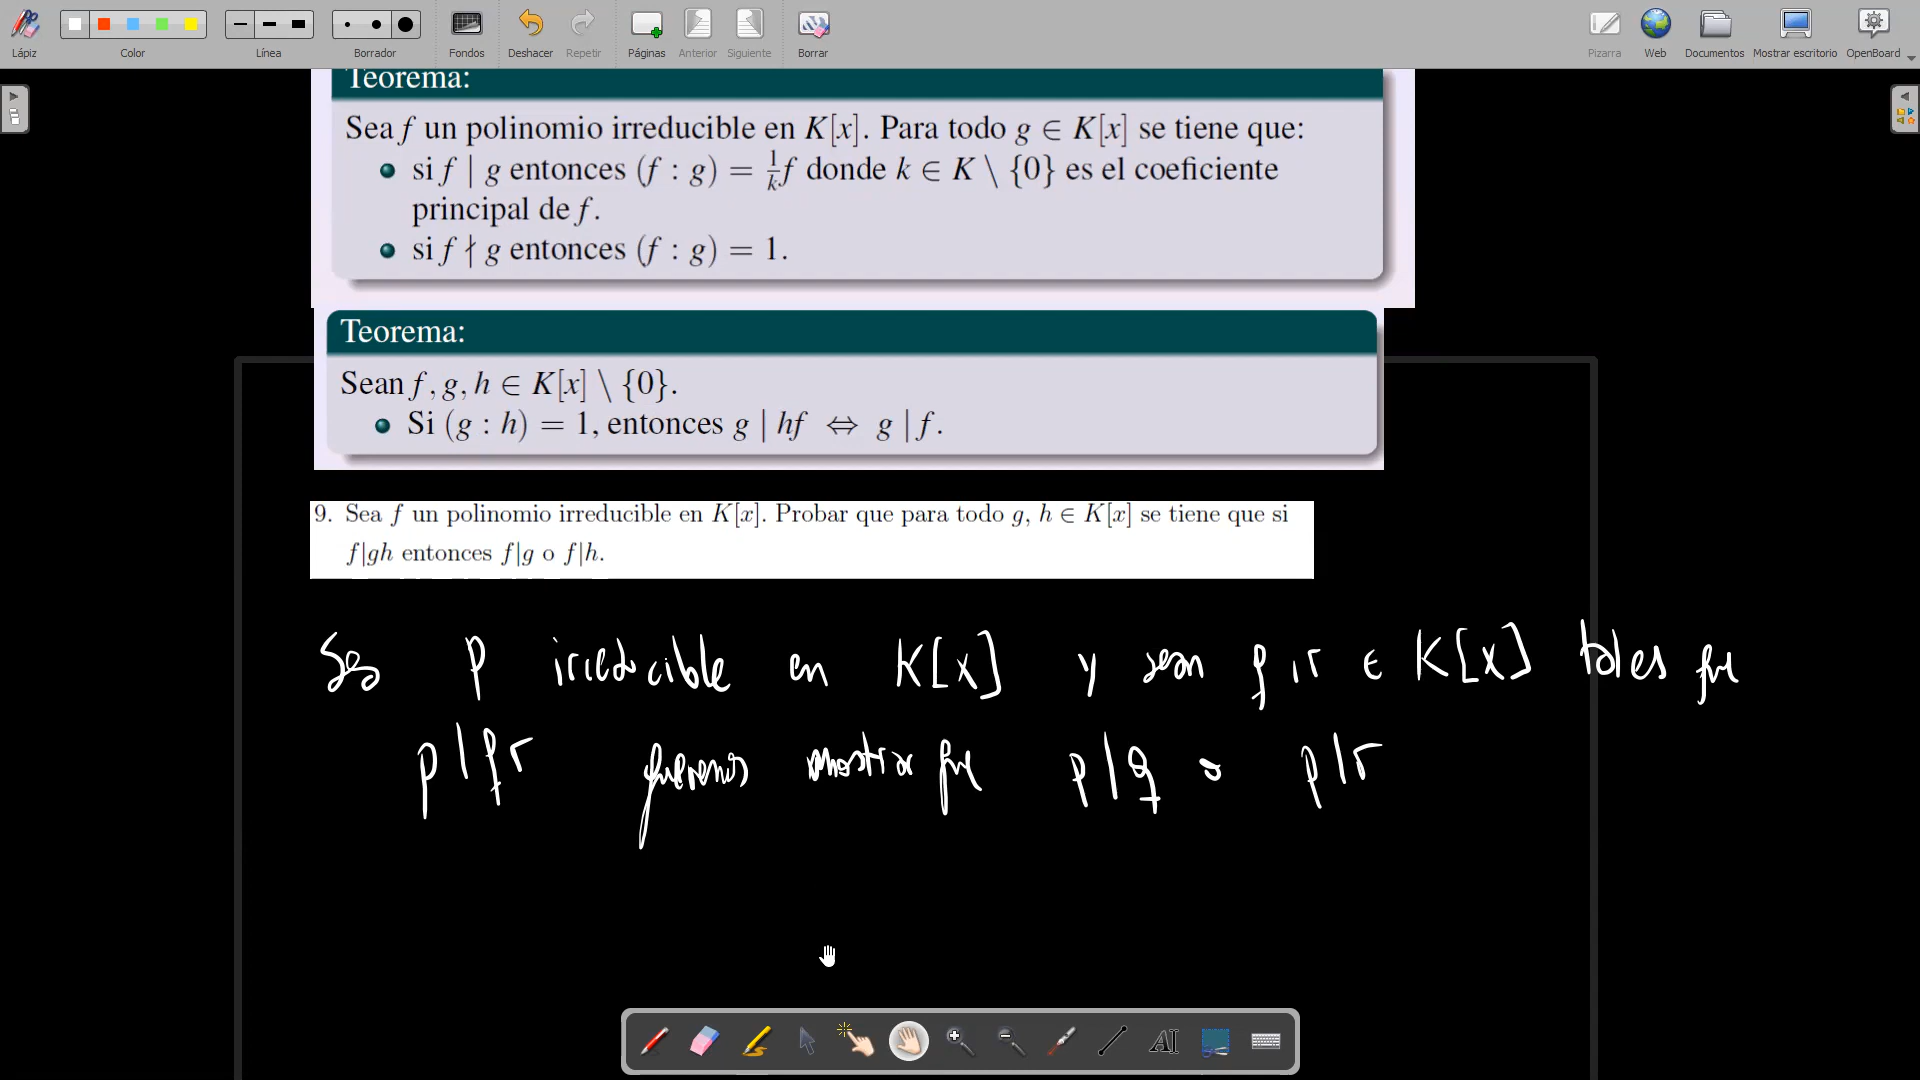 Lápiz Color Línea Borrador Fondos Deshacer Repetir Páginas Anterior Siguiente Borrar Pizarra Web Documentos Mostrar escritorio OpenBoard
Teorema:
Sea f un polinomio irreducible en K[x]. Para todo g ∈ K[x] se tiene que:
si f | g entonces (f : g) = 1/k f donde k ∈ K \ {0} es el coeficiente
principal de f.
si f ∤ g entonces (f : g) = 1.
Teorema:
Sean f, g, h ∈ K[x] \ {0}.
Si (g : h) = 1, entonces g | hf ⇔ g | f.
9. Sea f un polinomio irreducible en K[x]. Probar que para todo g, h ∈ K[x] se tiene que si
f|gh entonces f|g o f|h.
Sea p irreducible en K[x] y sean q, r ∈ K[x] tales que
p | qr queremos mostrar que p | q o p | r
AI